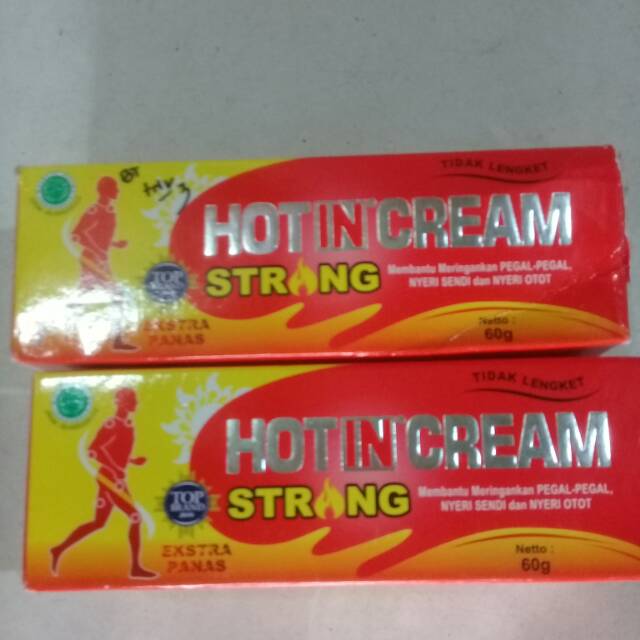 TIDAK LENGKET
HOT IN CREAM
STRONG
Membantu Meringankan PEGAL-PEGAL,
NYERI SENDI dan NYERI OTOT
TOP
BRAND
EKSTRA
PANAS
Netto :
60g
TIDAK LENGKET
HOT IN CREAM
STRONG
Membantu Meringankan PEGAL-PEGAL,
NYERI SENDI dan NYERI OTOT
TOP
BRAND
EKSTRA
PANAS
Netto :
60g